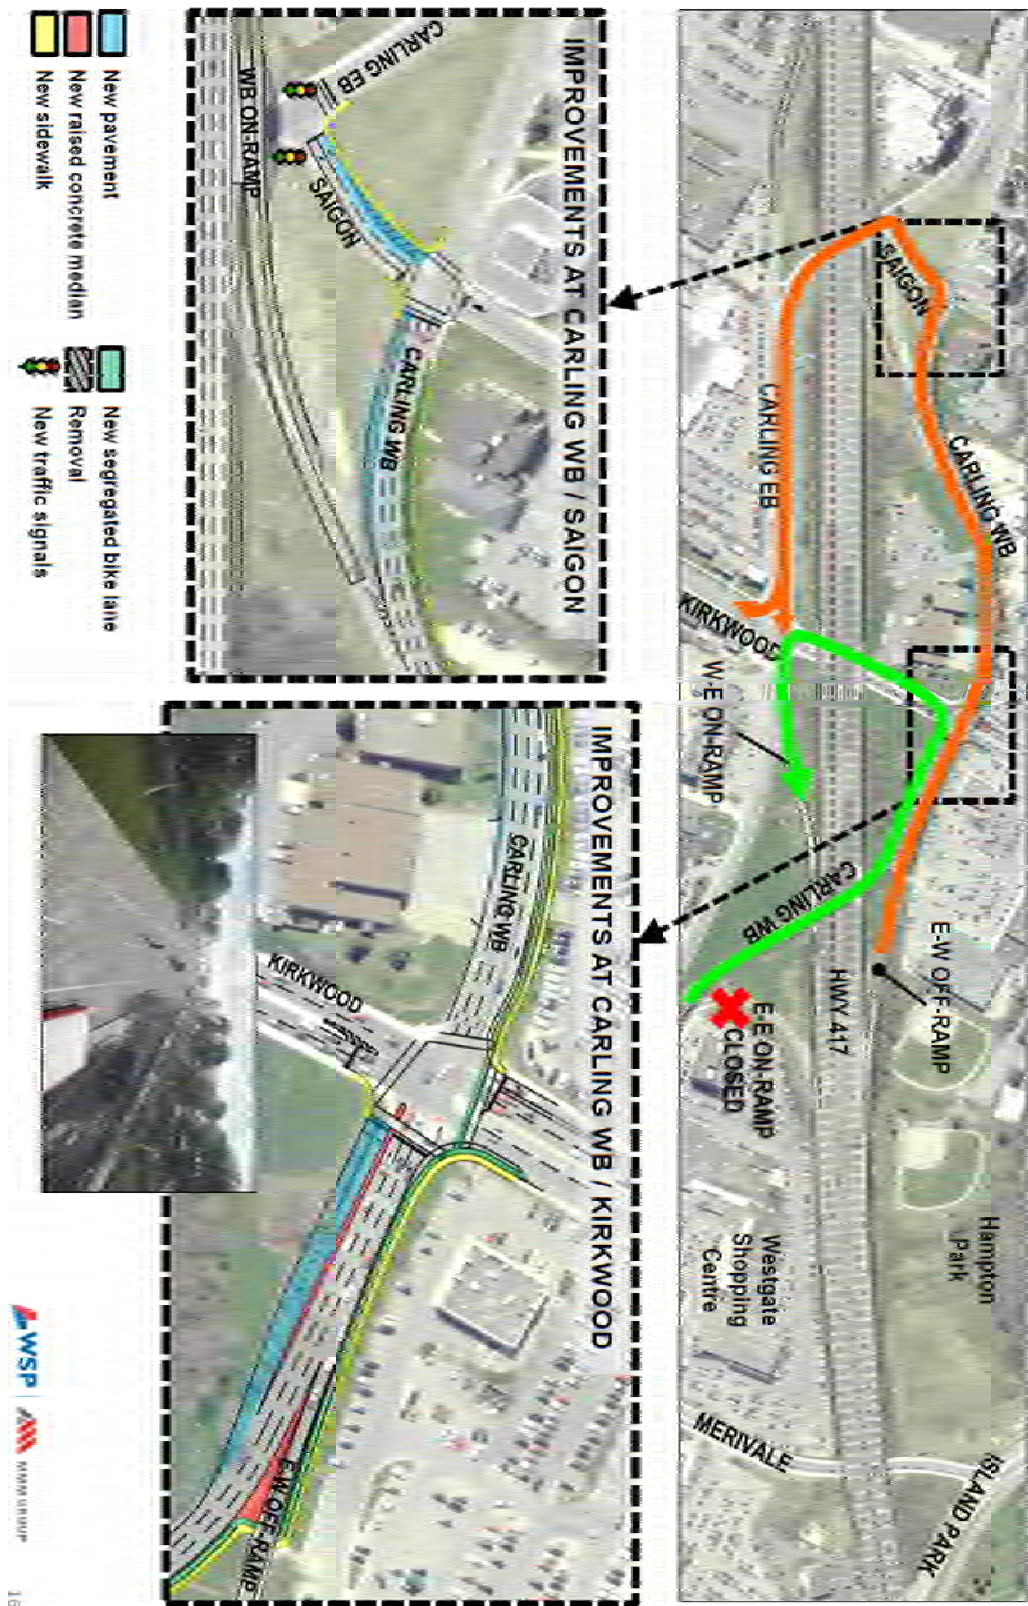 SAIGON
CARLING EB
CARLING WB
KIRKWOOD
W-E ON-RAMP
CARLING WB
E-W OFF-RAMP
HWY 417
E-E ON-RAMP
CLOSED
Hampton
Park
Westgate
Shopping
Centre
MERIVALE
ISLAND PARK
IMPROVEMENTS AT CARLING WB / SAIGON
CARLING EB
WB ON-RAMP
SAIGON
CARLING WB
IMPROVEMENTS AT CARLING WB / KIRKWOOD
CARLING WB
KIRKWOOD
E-W OFF-RAMP
New pavement
New raised concrete median
New sidewalk
New segregated bike lane
Removal
New traffic signals
WSP
16